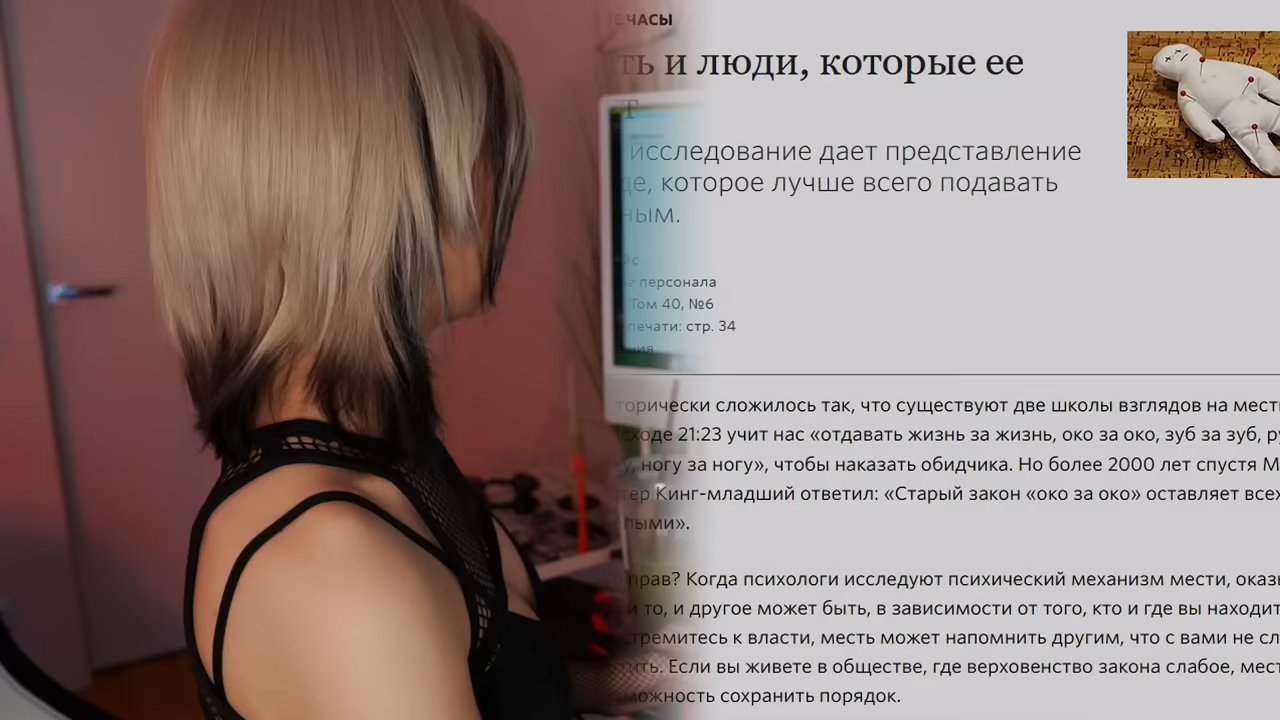 ЧАСЫ
ть и люди, которые ее
т
исследование дает представление
де, которое лучше всего подавать
ным.
персонала
Том 40, №6
печати: стр. 34
торически сложилось так, что существуют две школы взглядов на мест
сходе 21:23 учит нас «отдавать жизнь за жизнь, око за око, зуб за зуб, р
у, ногу за ногу», чтобы наказать обидчика. Но более 2000 лет спустя М
тер Кинг-младший ответил: «Старый закон «око за око» оставляет всех
пыми».
прав? Когда психологи исследуют психический механизм мести, оказ
и то, и другое может быть, в зависимости от того, кто и где вы находит
стремитесь к власти, месть может напомнить другим, что с вами не сл
дить. Если вы живете в обществе, где верховенство закона слабое, мес
можность сохранить порядок.